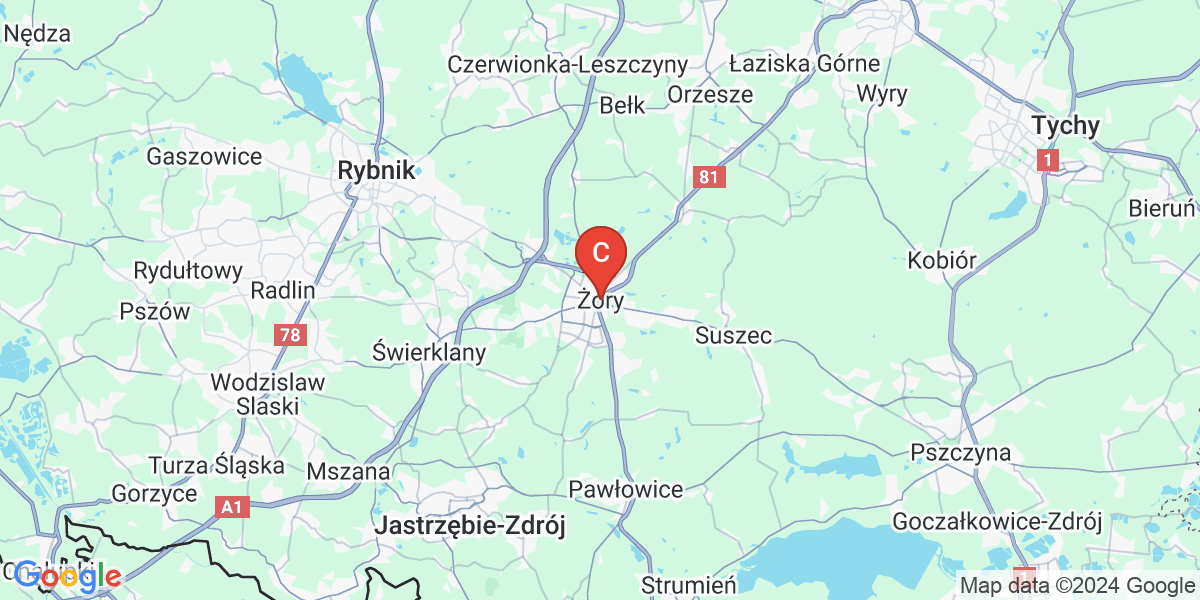 Nędza
Czerwionka-Leszczyny
Łaziska Górne
Bełk
Orzesze
Wyry
Tychy
Gaszowice
Rybnik
1
81
Bieruń
C
Rydułtowy
Kobiór
Radlin
Żory
Pszów
78
Suszec
Świerklany
Wodzislaw
Slaski
Turza Śląska
Mszana
Pszczyna
Gorzyce
A1
Pawłowice
Jastrzębie-Zdrój
Goczałkowice-Zdrój
Google
Strumień
Map data ©2024 Google